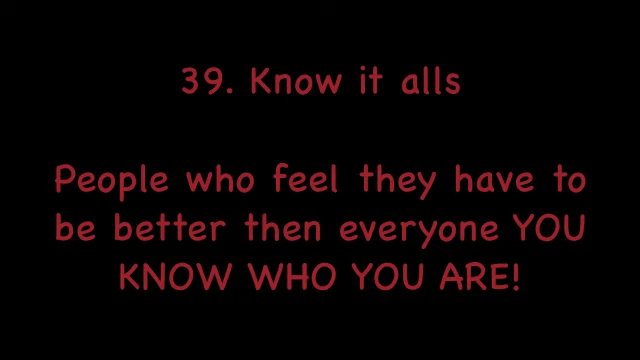 39. Know it alls
People who feel they have to
be better then everyone YOU
KNOW WHO YOU ARE!